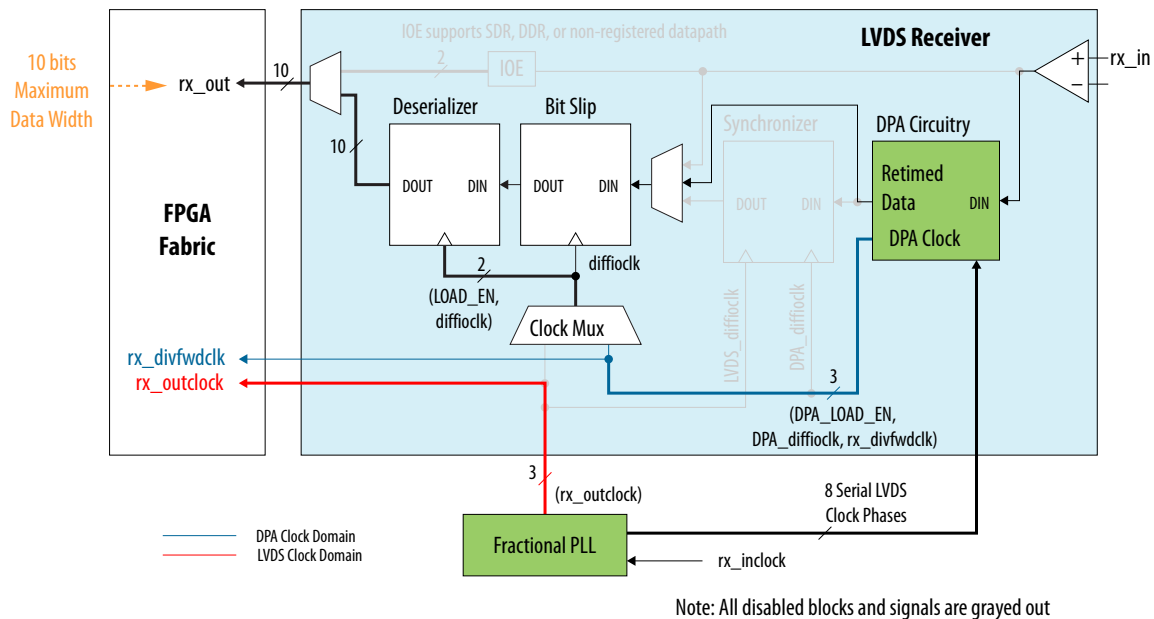 IOE supports SDR, DDR, or non-registered datapath
LVDS Receiver
rx_in
+
−
2
IOE
10 bits
Maximum
Data Width
rx_out
10
Deserializer
Bit Slip
Synchronizer
DPA Circuitry
10
DOUT
DIN
DOUT
DIN
DOUT
DIN
Retimed
Data
DIN
DPA Clock
FPGA
Fabric
2
(LOAD_EN,
diffioclk)
diffioclk
Clock Mux
LVDS_diffioclk
DPA_diffioclk
rx_divfwdclk
rx_outclock
3
(DPA_LOAD_EN,
DPA_diffioclk, rx_divfwdclk)
3
(rx_outclock)
8 Serial LVDS
Clock Phases
Fractional PLL
rx_inclock
DPA Clock Domain
LVDS Clock Domain
Note: All disabled blocks and signals are grayed out